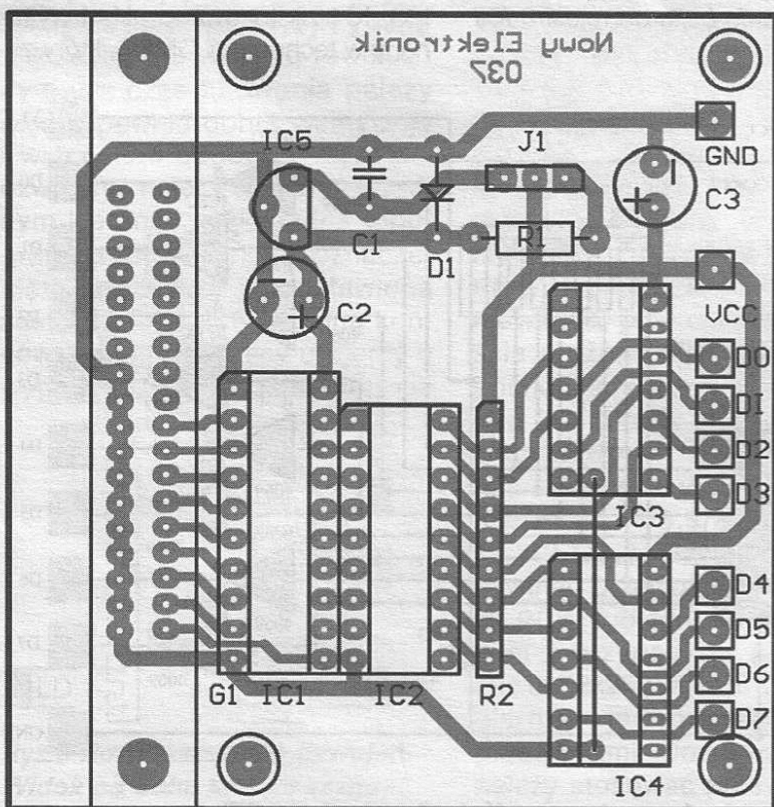 Nowy Elektronik
037
IC5
J1
GND
C3
C1
D1
R1
C2
VCC
D0
D1
D2
D3
IC3
D4
D5
D6
D7
G1
IC1
IC2
R2
IC4